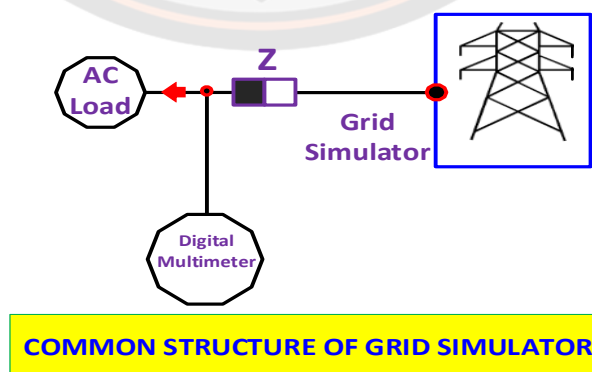 Z
AC
Load
Grid
Simulator
Digital
Multimeter
COMMON STRUCTURE OF GRID SIMULATOR